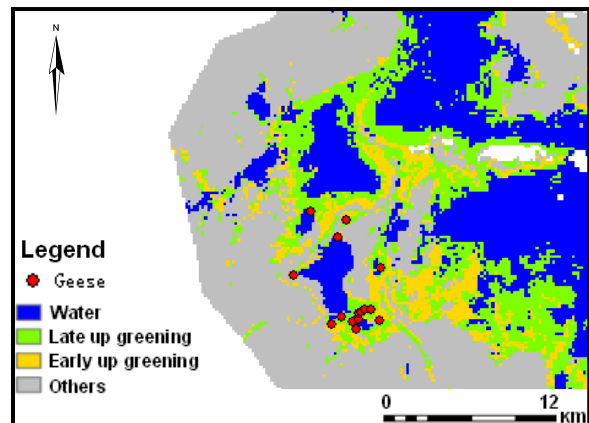 N
Legend
Geese
Water
Late up greening
Early up greening
Others
0 12
Km